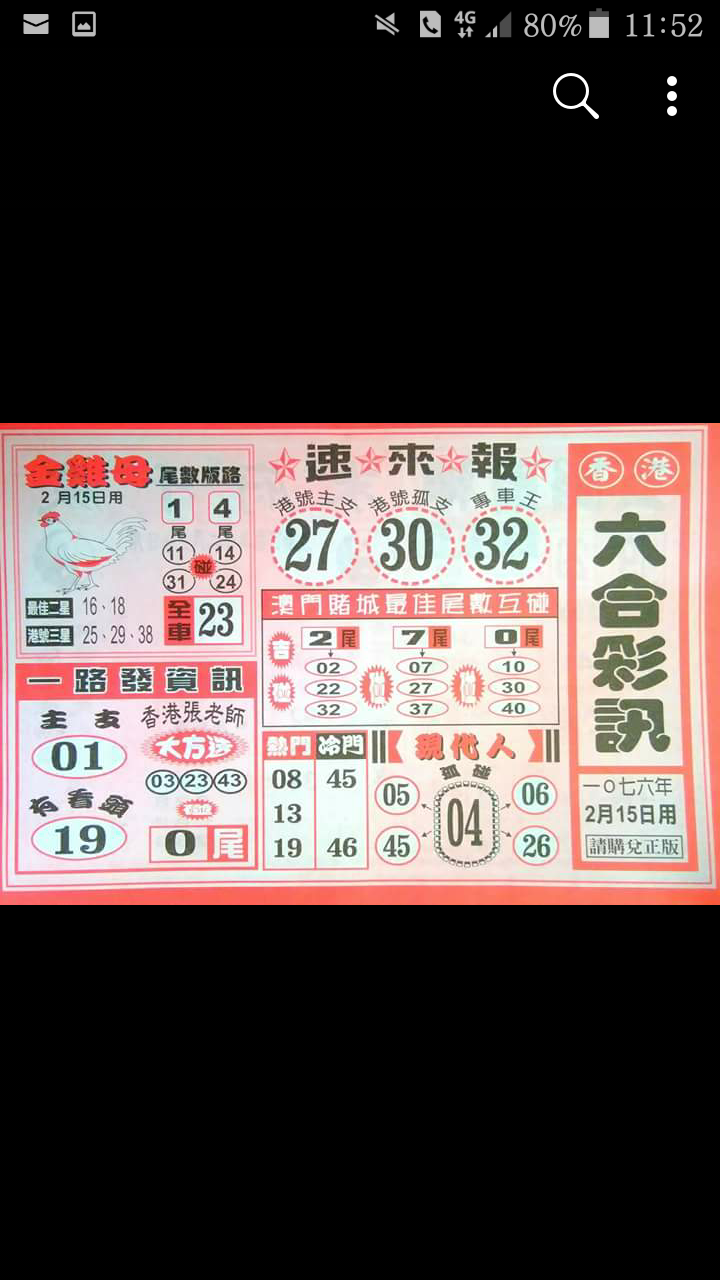 4G 80% 11:52
金雞母 尾數版路
2月15日用
1 4
尾 尾
11 14
碰
31 24
最佳二星 16、18
港號三星 25、29、38
全車 23
一路發資訊
主支
01
有看頭
19
香港張老師
大方送
03 23 43
0尾
速來報
港號主支 港號孤支 專車王
27 30 32
澳門賭城最佳尾數互碰
2尾 7尾 0尾
02 07 10
22 27 30
32 37 40
熱門 冷門
08 45
13
19 46
現代人
孤碰
05 06
04
45 26
香港
六合彩訊
一0七六年
2月15日用
請購兌正版